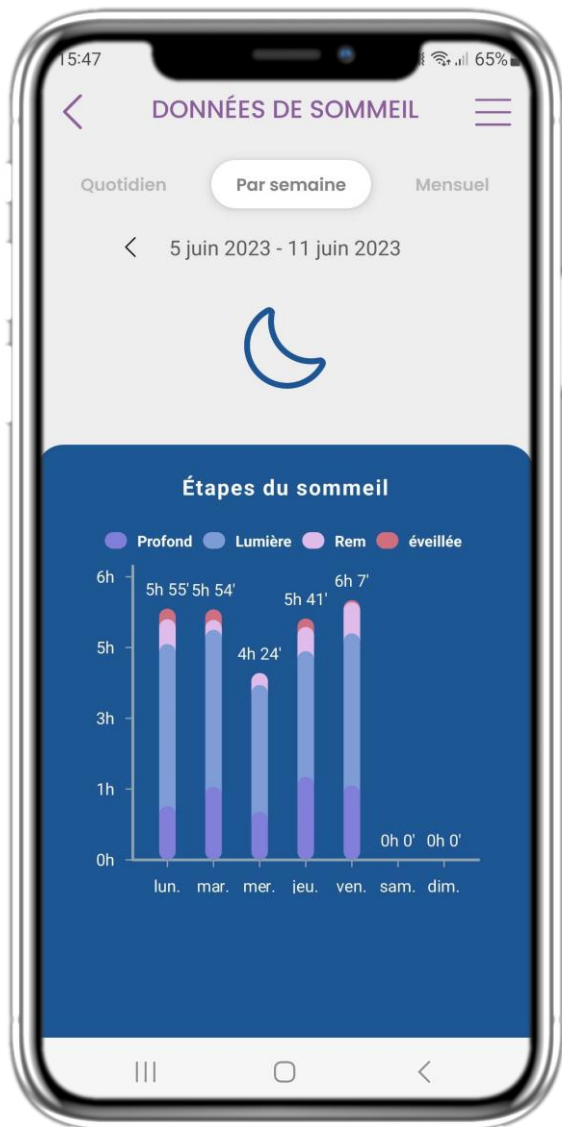 15:47 65%
DONNÉES DE SOMMEIL
Quotidien Par semaine Mensuel
5 juin 2023 - 11 juin 2023
Étapes du sommeil
Profond Lumière Rem éveillée
6h
5h 55' 5h 54' 4h 24' 5h 41' 6h 7' 0h 0' 0h 0'
5h
3h
1h
0h
lun. mar. mer. jeu. ven. sam. dim.